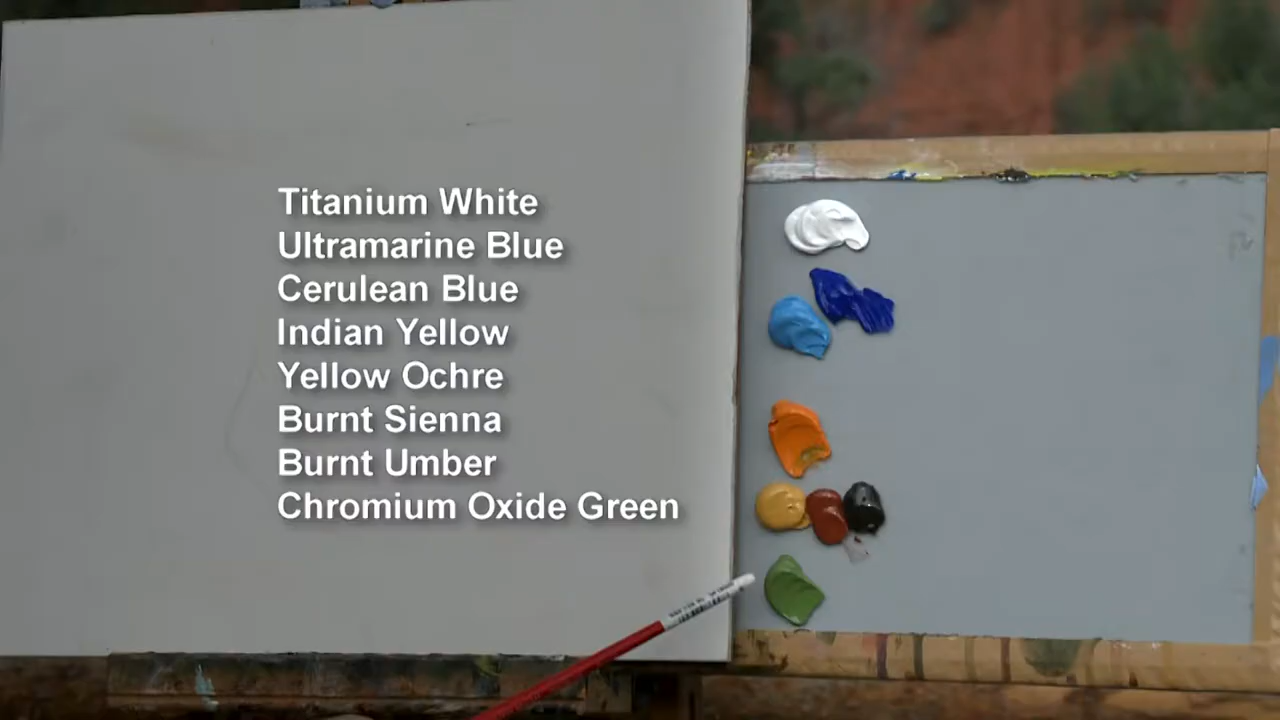 Titanium White
Ultramarine Blue
Cerulean Blue
Indian Yellow
Yellow Ochre
Burnt Sienna
Burnt Umber
Chromium Oxide Green